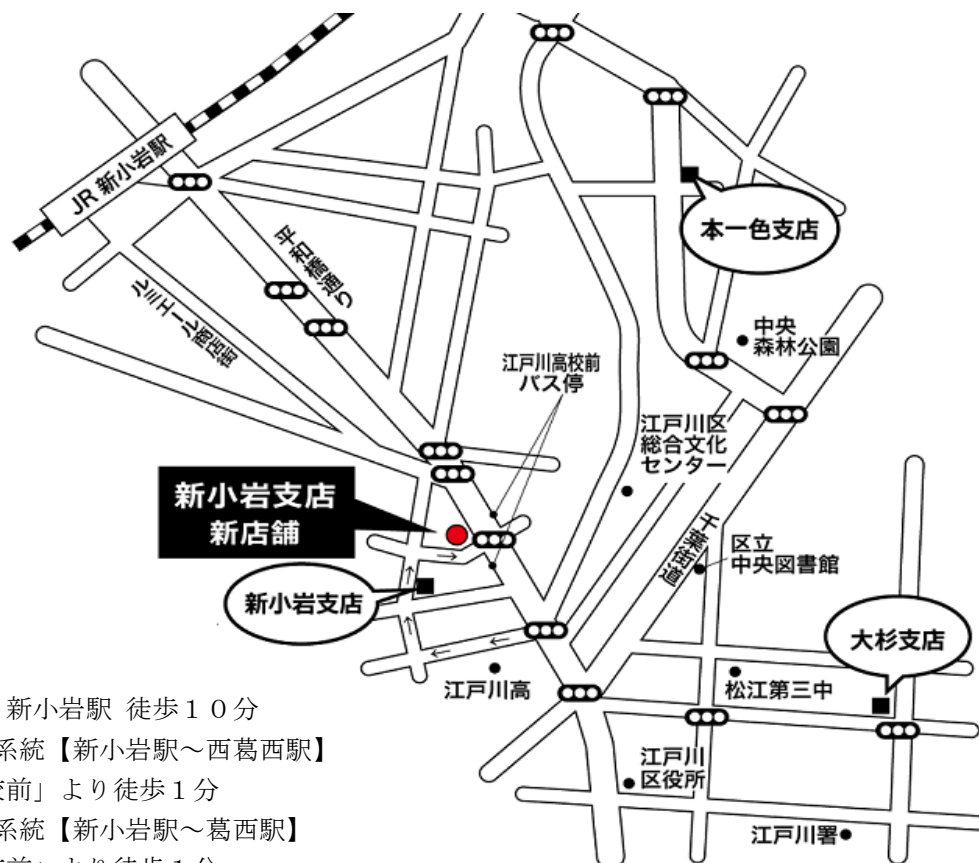 JR 新小岩駅
平和橋通り
ルミエール商店街
本一色支店
中央
森林公園
江戸川高校前
バス停
江戸川区
総合文化
センター
新小岩支店
新店舗
千葉街道
区立
中央図書館
新小岩支店
大杉支店
江戸川高
松江第三中
新小岩駅 徒歩１０分
系統【新小岩駅～西葛西駅】
前」より徒歩１分
系統【新小岩駅～葛西駅】
江戸川
区役所
江戸川署